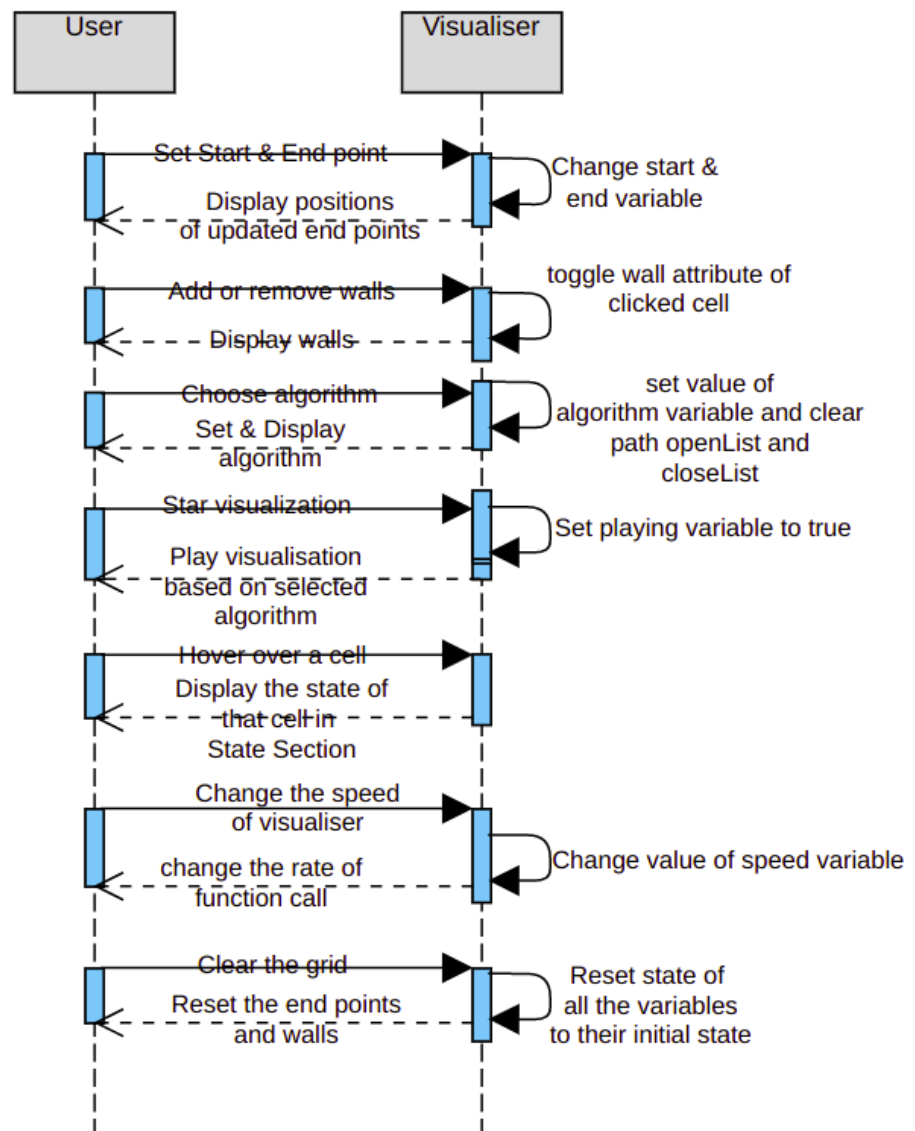 User
Visualiser
Set Start & End point
Change start &
end variable
Display positions
of updated end points
Add or remove walls
toggle wall attribute of
clicked cell
Display walls
Choose algorithm
set value of
algorithm variable and clear
path openList and
closeList
Set & Display
algorithm
Star visualization
Set playing variable to true
Play visualisation
based on selected
algorithm
Hover over a cell
Display the state of
that cell in
State Section
Change the speed
of visualiser
Change value of speed variable
change the rate of
function call
Clear the grid
Reset state of
all the variables
to their initial state
Reset the end points
and walls